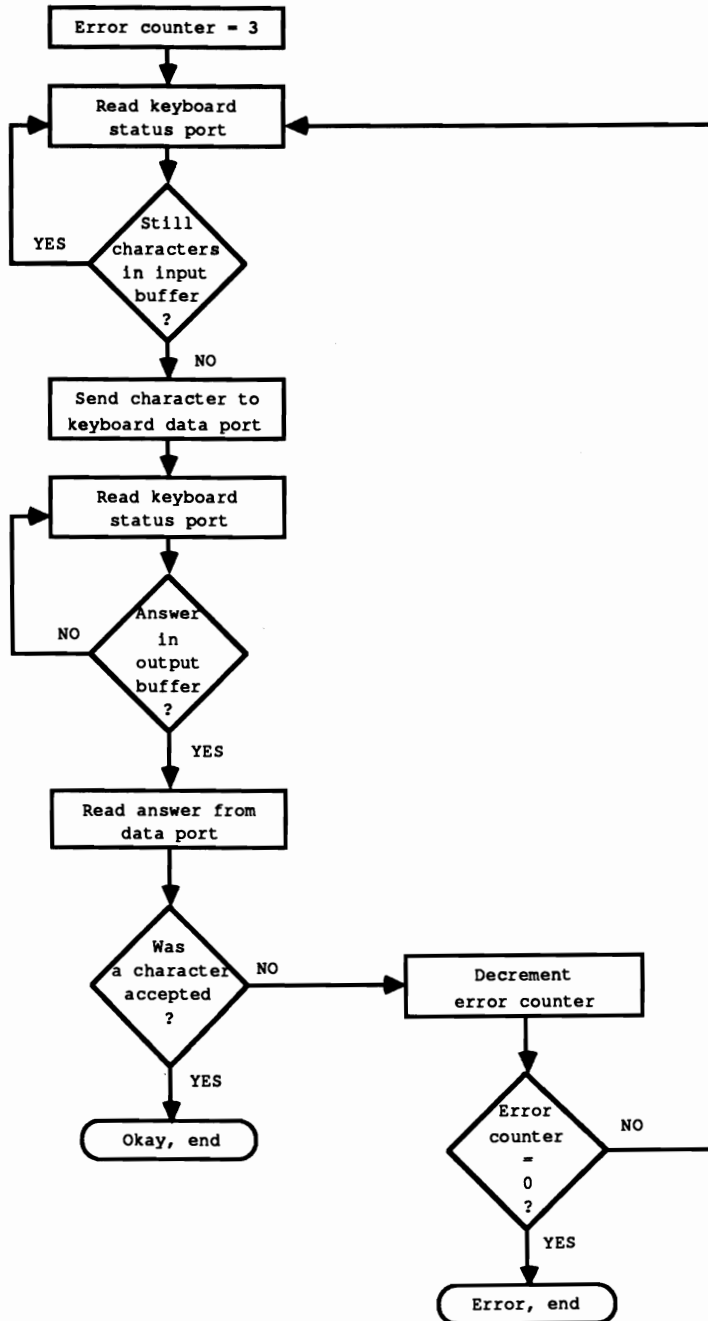 Error counter = 3
Read keyboard
status port
Still
characters
in input
buffer
?
YES
NO
Send character to
keyboard data port
Read keyboard
status port
Answer
in
output
buffer
?
NO
YES
Read answer from
data port
Was
a character
accepted
?
NO
YES
Okay, end
Decrement
error counter
Error
counter
=
0
?
NO
YES
Error, end